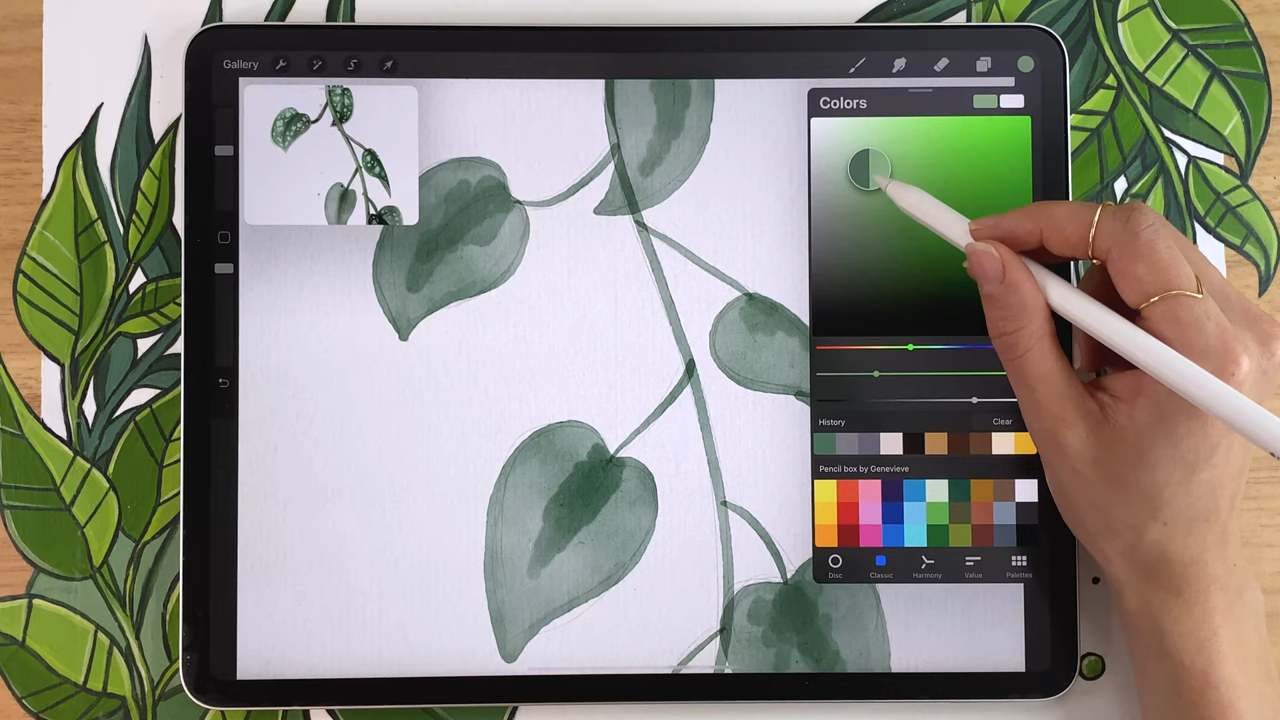 Gallery
Colors
History Clear
Pencil box by Genevieve
Disc Classic Harmony Value Palettes